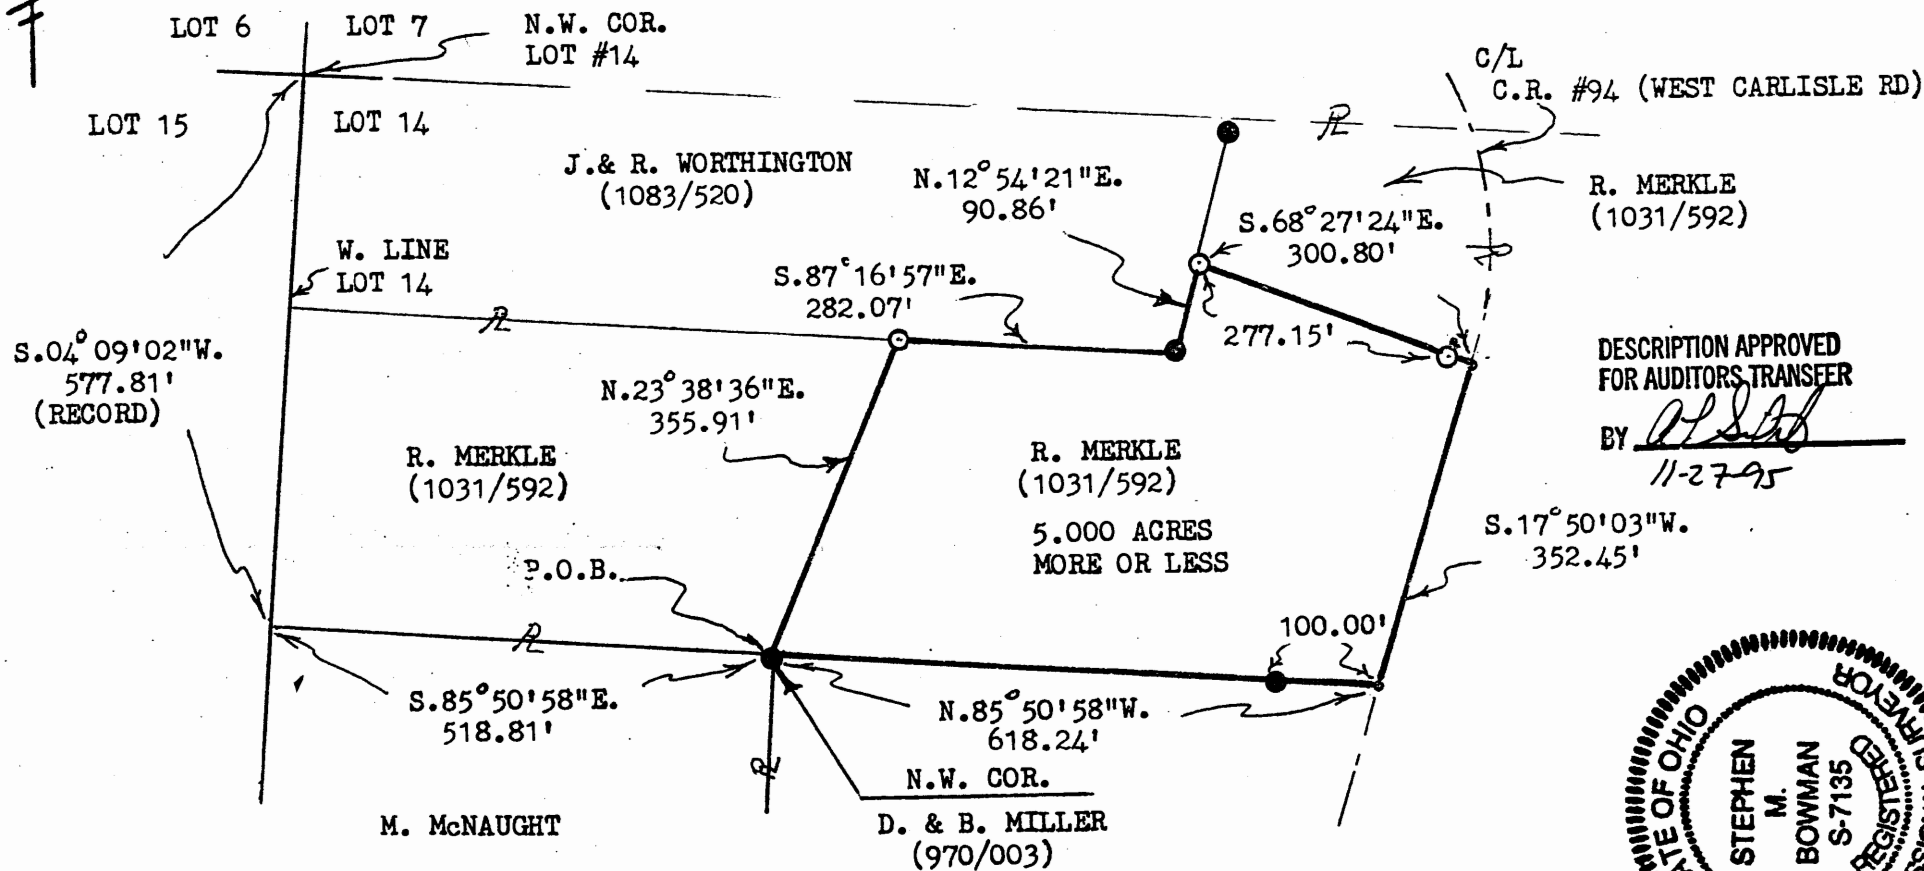 LOT 6
LOT 7
N.W. COR.
LOT #14
C/L
C.R. #94 (WEST CARLISLE RD)
LOT 15
LOT 14
J.& R. WORTHINGTON
(1083/520)
N.12°54'21"E.
90.86'
R. MERKLE
(1031/592)
S.68°27'24"E.
300.80'
W. LINE
LOT 14
S.87°16'57"E.
282.07'
277.15'
S.04°09'02"W.
577.81'
(RECORD)
DESCRIPTION APPROVED
FOR AUDITORS TRANSFER
BY
11-27-95
N.23°38'36"E.
355.91'
R. MERKLE
(1031/592)
R. MERKLE
(1031/592)
5.000 ACRES
MORE OR LESS
S.17°50'03"W.
352.45'
P.O.B.
100.00'
S.85°50'58"E.
518.81'
N.85°50'58"W.
618.24'
N.W. COR.
D. & B. MILLER
(970/003)
M. McNAUGHT
STATE OF OHIO
STEPHEN
M.
BOWMAN
S-7135
REGISTERED
SURVEYOR